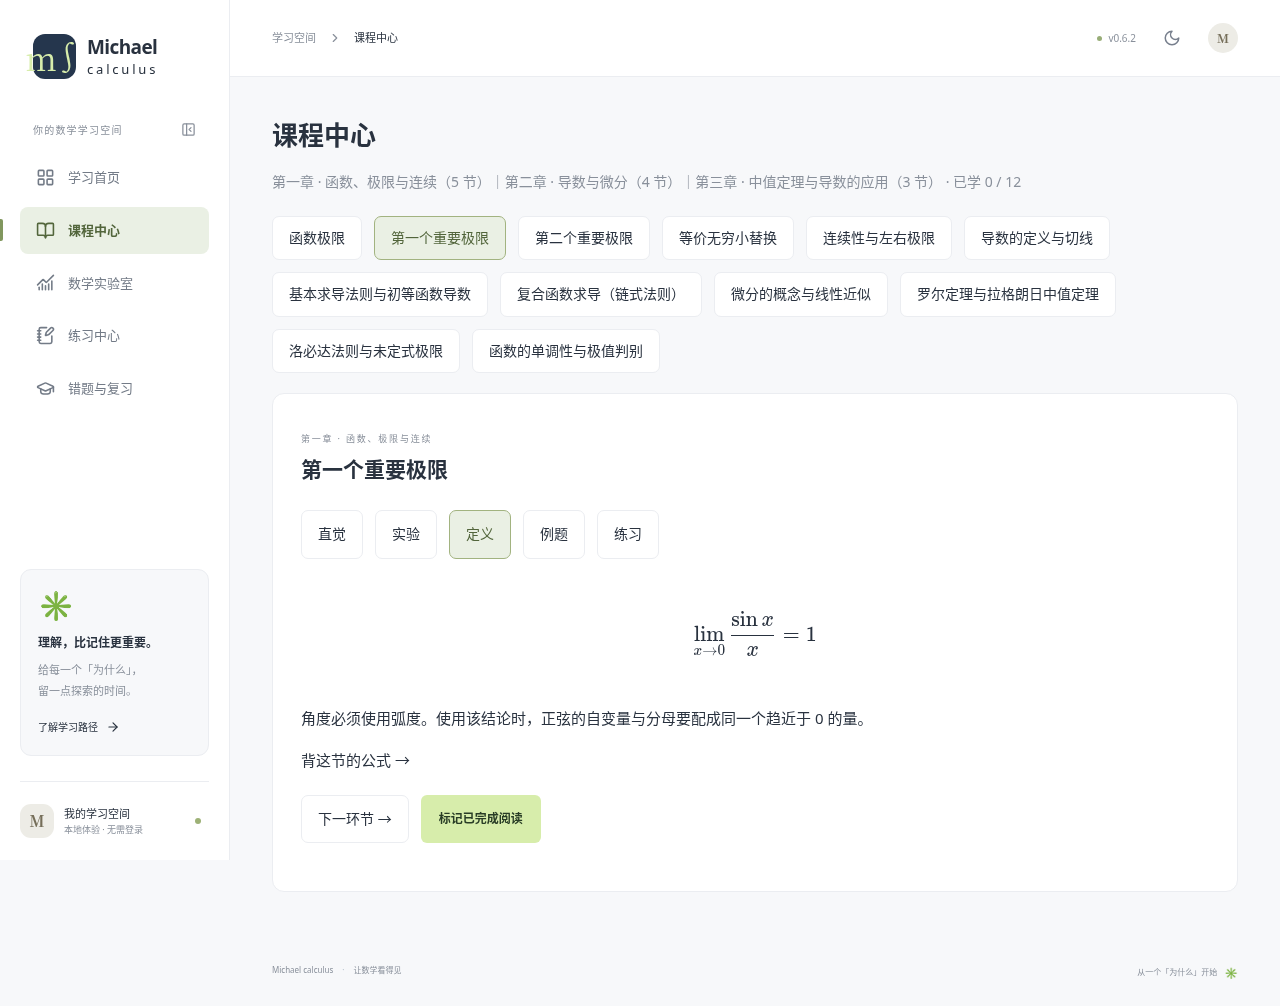 m ∫ Michael
calculus
你的数学学习空间
学习首页
课程中心
数学实验室
练习中心
错题与复习
理解，比记住更重要。
给每一个「为什么」，
留一点探索的时间。
了解学习路径 →
M 我的学习空间
本地体验 · 无需登录
学习空间 > 课程中心
v0.6.2
M
课程中心
第一章 · 函数、极限与连续（5 节）｜第二章 · 导数与微分（4 节）｜第三章 · 中值定理与导数的应用（3 节） · 已学 0 / 12
函数极限 第一个重要极限 第二个重要极限 等价无穷小替换 连续性与左右极限 导数的定义与切线
基本求导法则与初等函数导数 复合函数求导（链式法则） 微分的概念与线性近似 罗尔定理与拉格朗日中值定理
洛必达法则与未定式极限 函数的单调性与极值判别
第一章 · 函数、极限与连续
第一个重要极限
直觉 实验 定义 例题 练习
lim x→0 sin x / x = 1
角度必须使用弧度。使用该结论时，正弦的自变量与分母要配成同一个趋近于 0 的量。
背这节的公式 →
下一环节 → 标记已完成阅读
Michael calculus · 让数学看得见
从一个「为什么」开始